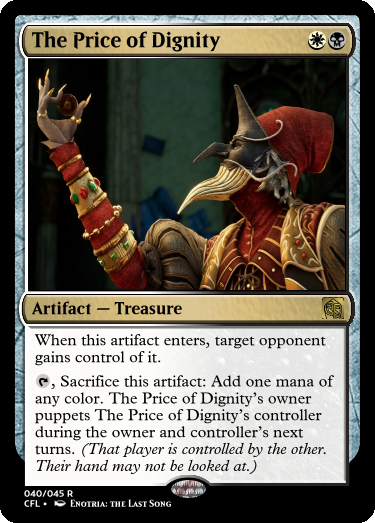 The Price of Dignity
Artifact — Treasure
When this artifact enters, target opponent
gains control of it.
, Sacrifice this artifact: Add one mana of
any color. The Price of Dignity's owner
puppets The Price of Dignity's controller
during the owner and controller's next
turns. (That player is controlled by the other.
Their hand may not be looked at.)
040/045 R
CFL • Enotria: the Last Song